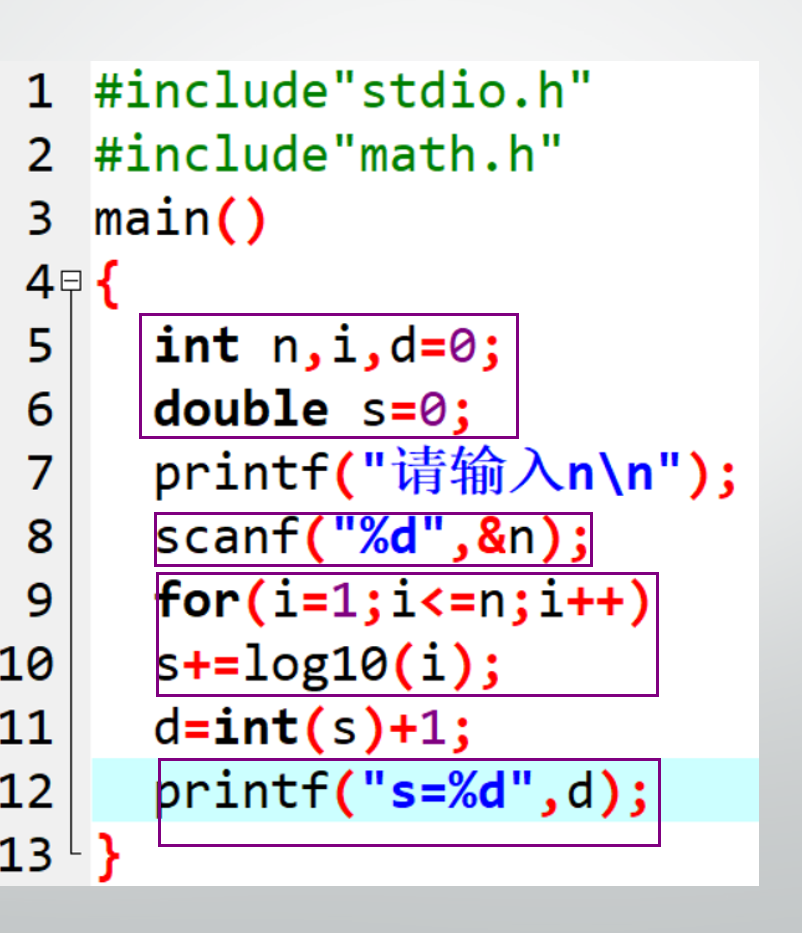 1 #include"stdio.h"
2 #include"math.h"
3 main()
4 {
5 int n,i,d=0;
6 double s=0;
7 printf("请输入n\n");
8 scanf("%d",&n);
9 for(i=1;i<=n;i++)
10 s+=log10(i);
11 d=int(s)+1;
12 printf("s=%d",d);
13 }